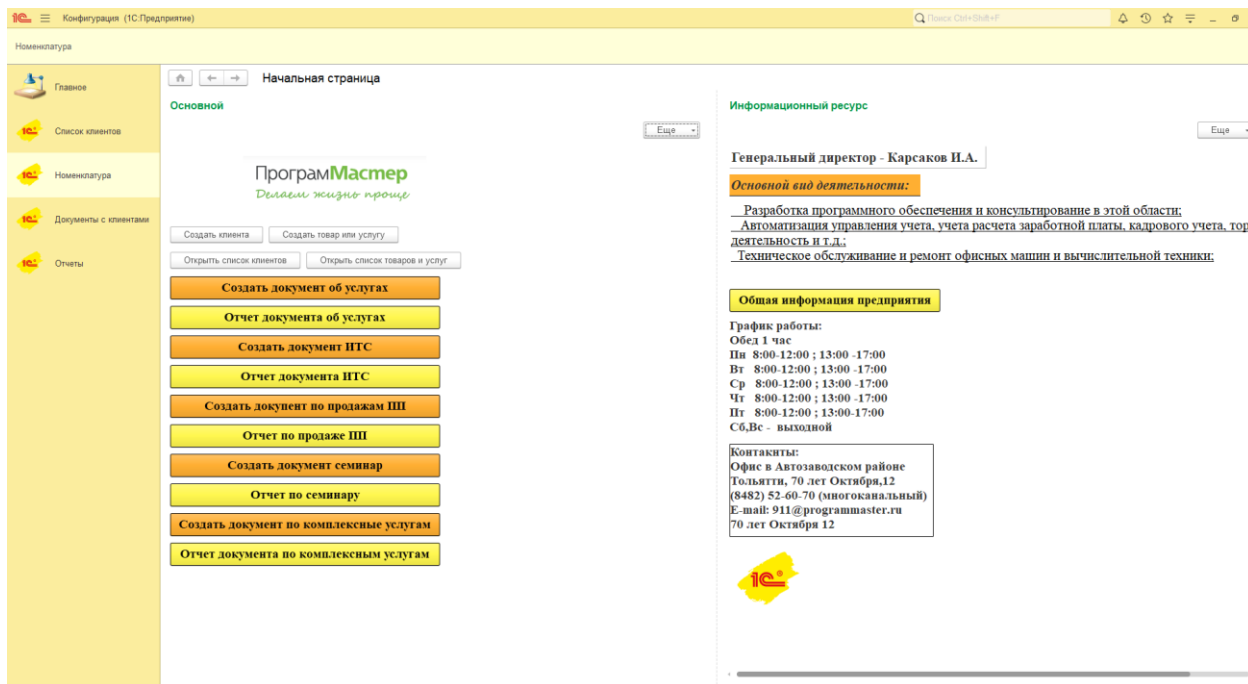 1С Конфигурация (1С:Предприятие)
Поиск Ctrl+Shift+F
Номенклатура
Главное
Список клиентов
Номенклатура
Документы с клиентами
Отчеты
Начальная страница
Основной
Еще
ПрограмМастер
Делаем жизнь проще
Создать клиента Создать товар или услугу
Открытть список клиентов Открыть список товаров и услуг
Создать документ об услугах
Отчет документа об услугах
Создать документ ИТС
Отчет документа ИТС
Создать докупент по продажам ПП
Отчет по продаже ПП
Создать документ семинар
Отчет по семинару
Создать документ по комплексные услугам
Отчет документа по комплексным услугам
Информационный ресурс
Еще
Генеральный директор - Карсаков И.А.
Основной вид деятельности:
Разработка программного обеспечения и консультирование в этой области;
Автоматизация управления учета, учета расчета заработной платы, кадрового учета, тор
деятельность и т.д.;
Техническое обслуживание и ремонт офисных машин и вычислительной техники;
Общая информация предприятия
График работы:
Обед 1 час
Пн 8:00-12:00 ; 13:00 -17:00
Вт 8:00-12:00 ; 13:00 -17:00
Ср 8:00-12:00 ; 13:00 -17:00
Чт 8:00-12:00 ; 13:00 -17:00
Пт 8:00-12:00 ; 13:00-17:00
Сб,Вс - выходной
Контакнты:
Офис в Автозаводском районе
Тольятти, 70 лет Октября,12
(8482) 52-60-70 (многоканальный)
E-mail: 911@programmaster.ru
70 лет Октября 12
1С